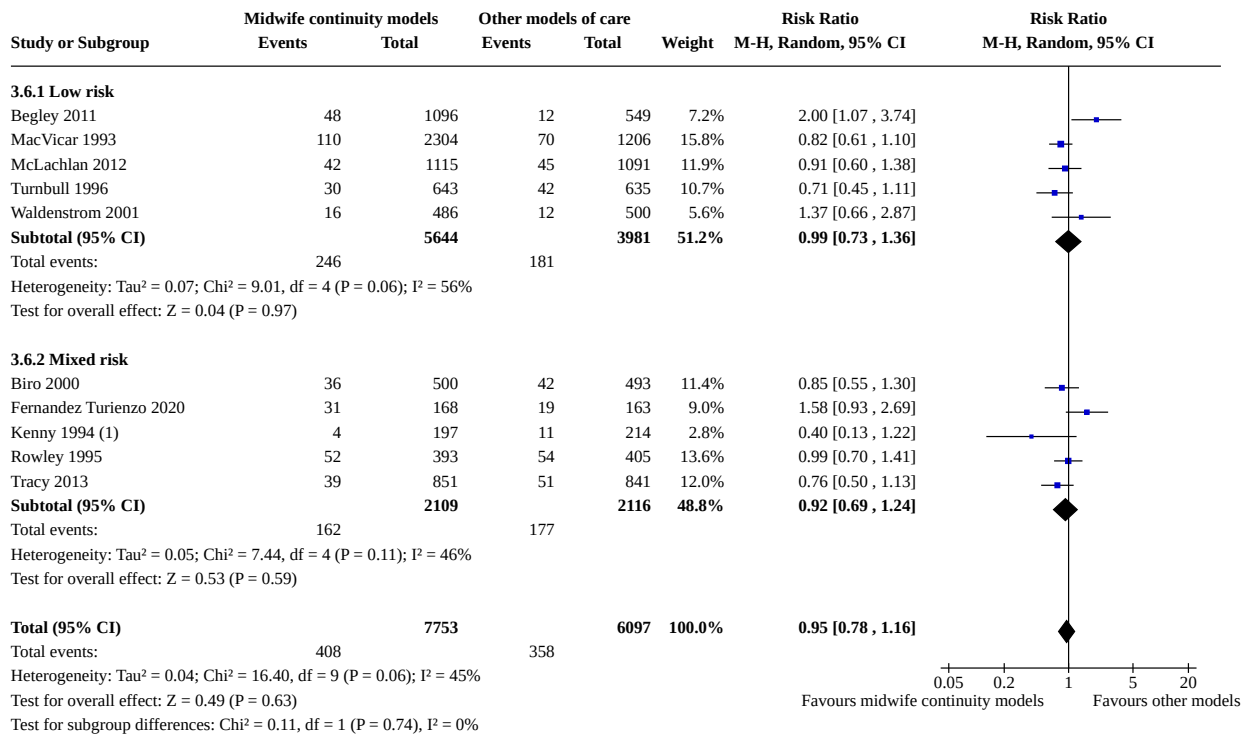 Midwife continuity models Other models of care Risk Ratio Risk Ratio
Study or Subgroup Events Total Events Total Weight M-H, Random, 95% CI M-H, Random, 95% CI
3.6.1 Low risk
Begley 2011 48 1096 12 549 7.2% 2.00 [1.07 , 3.74]
MacVicar 1993 110 2304 70 1206 15.8% 0.82 [0.61 , 1.10]
McLachlan 2012 42 1115 45 1091 11.9% 0.91 [0.60 , 1.38]
Turnbull 1996 30 643 42 635 10.7% 0.71 [0.45 , 1.11]
Waldenstrom 2001 16 486 12 500 5.6% 1.37 [0.66 , 2.87]
Subtotal (95% CI) 5644 3981 51.2% 0.99 [0.73 , 1.36]
Total events: 246 181
Heterogeneity: Tau² = 0.07; Chi² = 9.01, df = 4 (P = 0.06); I² = 56%
Test for overall effect: Z = 0.04 (P = 0.97)
3.6.2 Mixed risk
Biro 2000 36 500 42 493 11.4% 0.85 [0.55 , 1.30]
Fernandez Turienzo 2020 31 168 19 163 9.0% 1.58 [0.93 , 2.69]
Kenny 1994 (1) 4 197 11 214 2.8% 0.40 [0.13 , 1.22]
Rowley 1995 52 393 54 405 13.6% 0.99 [0.70 , 1.41]
Tracy 2013 39 851 51 841 12.0% 0.76 [0.50 , 1.13]
Subtotal (95% CI) 2109 2116 48.8% 0.92 [0.69 , 1.24]
Total events: 162 177
Heterogeneity: Tau² = 0.05; Chi² = 7.44, df = 4 (P = 0.11); I² = 46%
Test for overall effect: Z = 0.53 (P = 0.59)
Total (95% CI) 7753 6097 100.0% 0.95 [0.78 , 1.16]
Total events: 408 358
Heterogeneity: Tau² = 0.04; Chi² = 16.40, df = 9 (P = 0.06); I² = 45%
0.05 0.2 1 5 20
Test for overall effect: Z = 0.49 (P = 0.63) Favours midwife continuity models Favours other models
Test for subgroup differences: Chi² = 0.11, df = 1 (P = 0.74), I² = 0%